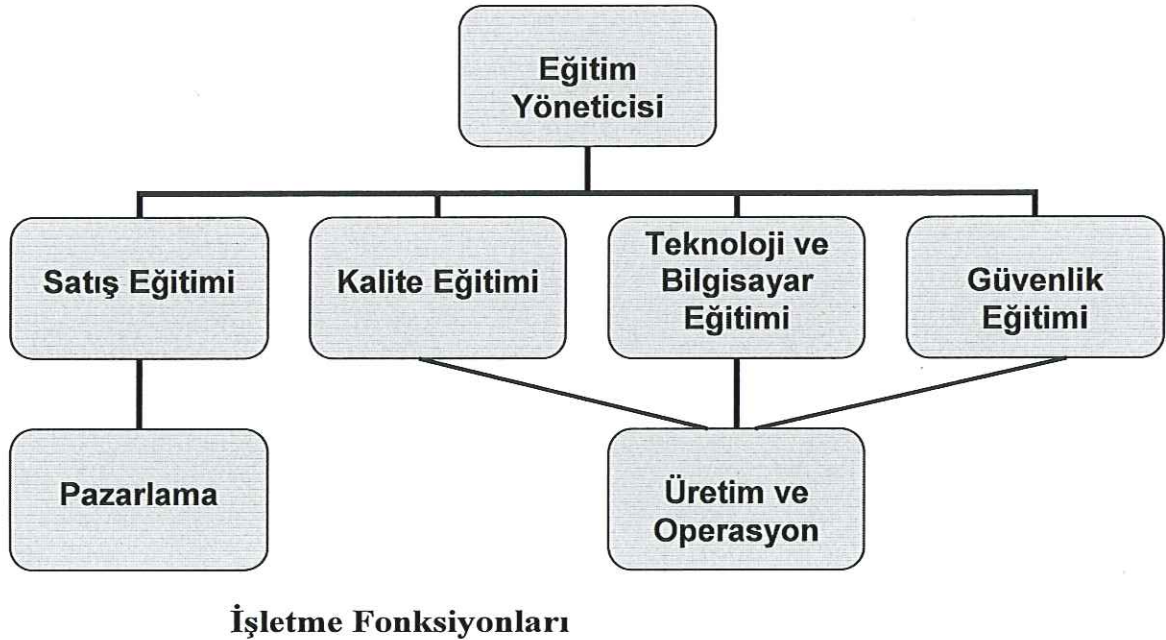 Eğitim
Yöneticisi
Satış Eğitimi
Kalite Eğitimi
Teknoloji ve
Bilgisayar
Eğitimi
Güvenlik
Eğitimi
Pazarlama
Üretim ve
Operasyon
İşletme Fonksiyonları